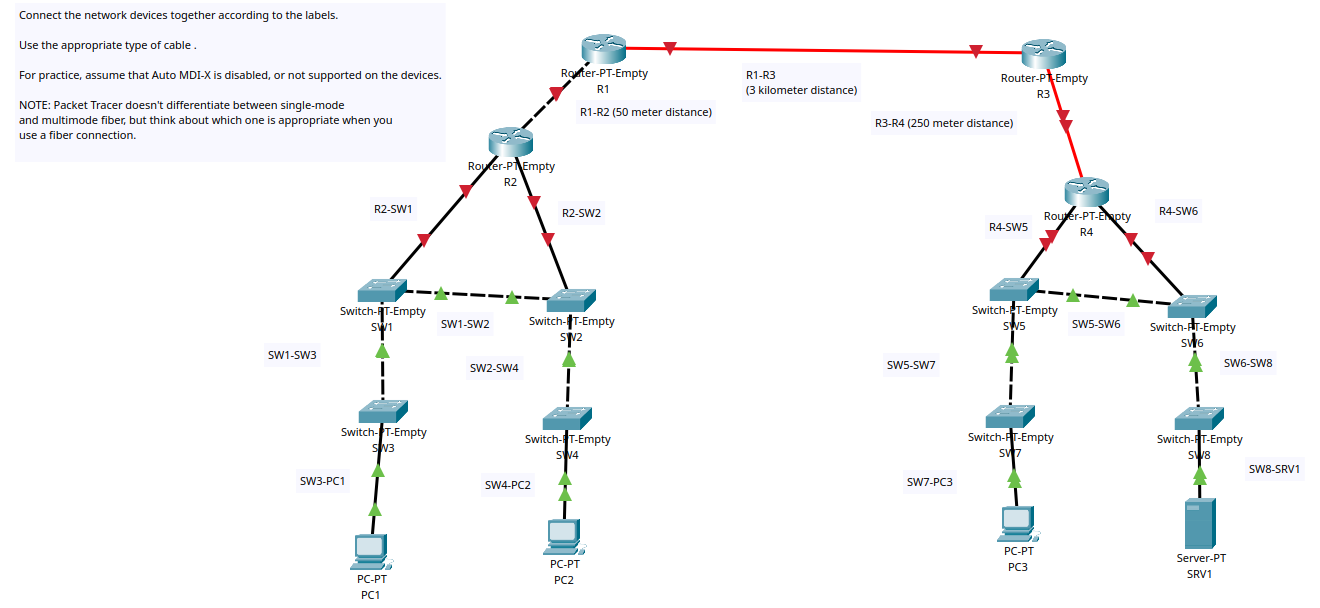 Connect the network devices together according to the labels.
Use the appropriate type of cable .
For practice, assume that Auto MDI-X is disabled, or not supported on the devices.
NOTE: Packet Tracer doesn't differentiate between single-mode
and multimode fiber, but think about which one is appropriate when you
use a fiber connection.
Router-PT-Empty
R1
Router-PT-Empty
R3
R1-R3
(3 kilometer distance)
R1-R2 (50 meter distance)
R3-R4 (250 meter distance)
Router-PT-Empty
R2
Router-PT-Empty
R4
R2-SW1
R2-SW2
R4-SW5
R4-SW6
Switch-PT-Empty
SW1
Switch-PT-Empty
SW2
Switch-PT-Empty
SW5
Switch-PT-Empty
SW6
SW1-SW2
SW5-SW6
SW1-SW3
SW2-SW4
SW5-SW7
SW6-SW8
Switch-PT-Empty
SW3
Switch-PT-Empty
SW4
Switch-PT-Empty
SW7
Switch-PT-Empty
SW8
SW3-PC1
SW4-PC2
SW7-PC3
SW8-SRV1
PC-PT
PC1
PC-PT
PC2
PC-PT
PC3
Server-PT
SRV1